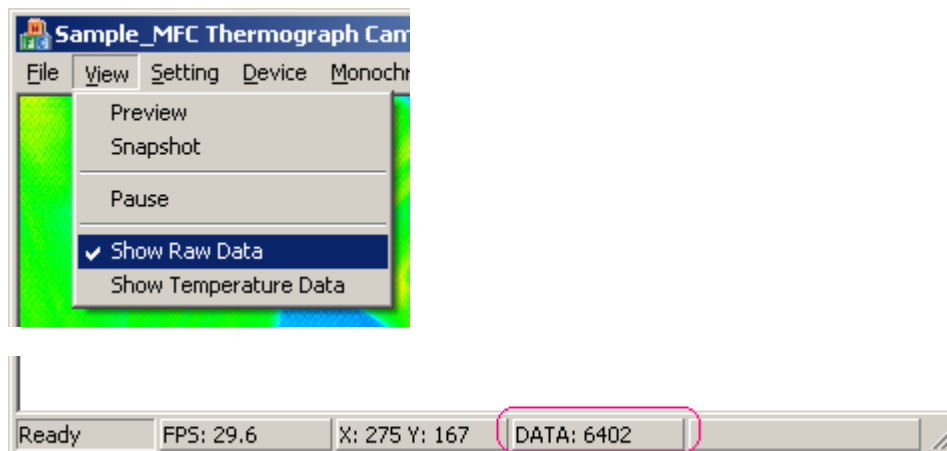 Sample_MFC Thermograph Cam
File View Setting Device Monochr
Preview
Snapshot
Pause
Show Raw Data
Show Temperature Data
Ready FPS: 29.6 X: 275 Y: 167 DATA: 6402